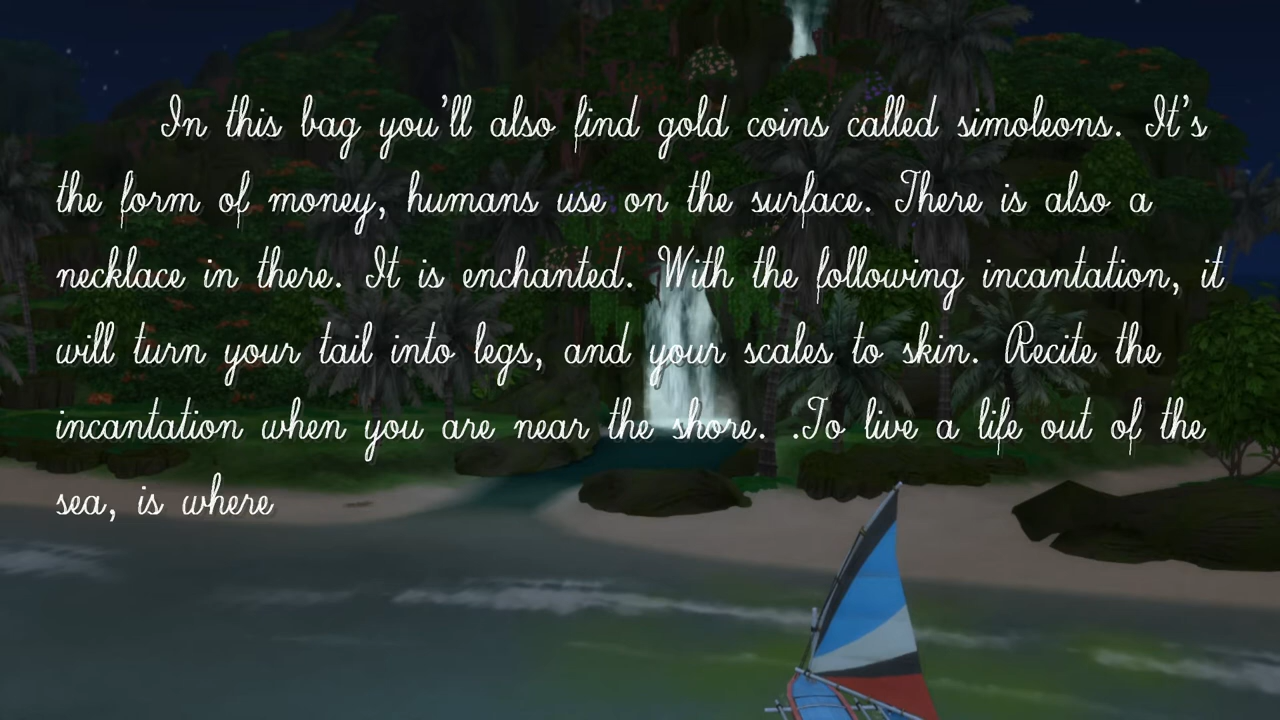 In this bag you'll also find gold coins called simoleons. It's
the form of money, humans use on the surface. There is also a
necklace in there. It is enchanted. With the following incantation, it
will turn your tail into legs, and your scales to skin. Recite the
incantation when you are near the shore. .To live a life out of the
sea, is where